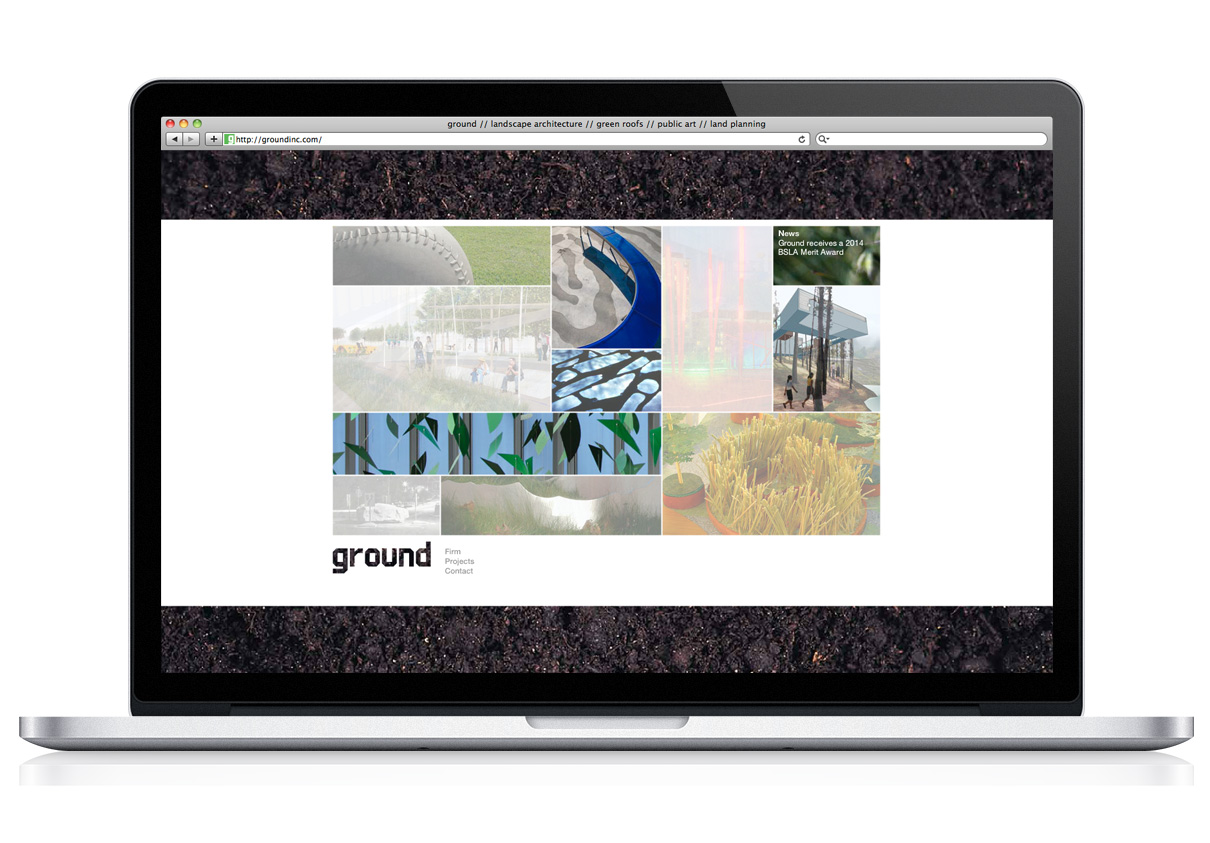 ground // landscape architecture // green roofs // public art // land planning
g http://groundinc.com/
News
Ground receives a 2014
BSLA Merit Award
ground
Firm
Projects
Contact